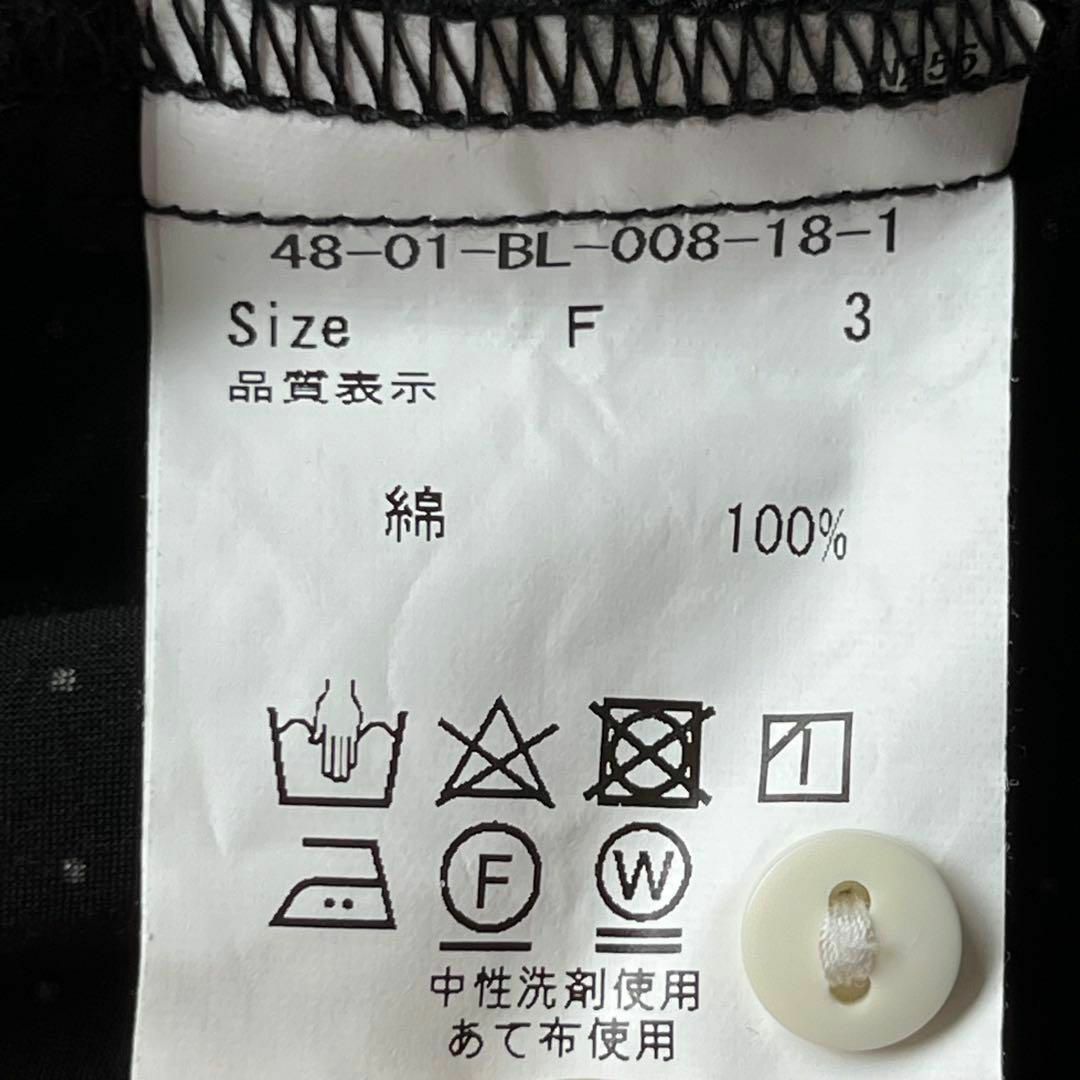 48-01-BL-008-18-1
Size F 3
品質表示
綿 100%
F W
中性洗剤使用
あて布使用